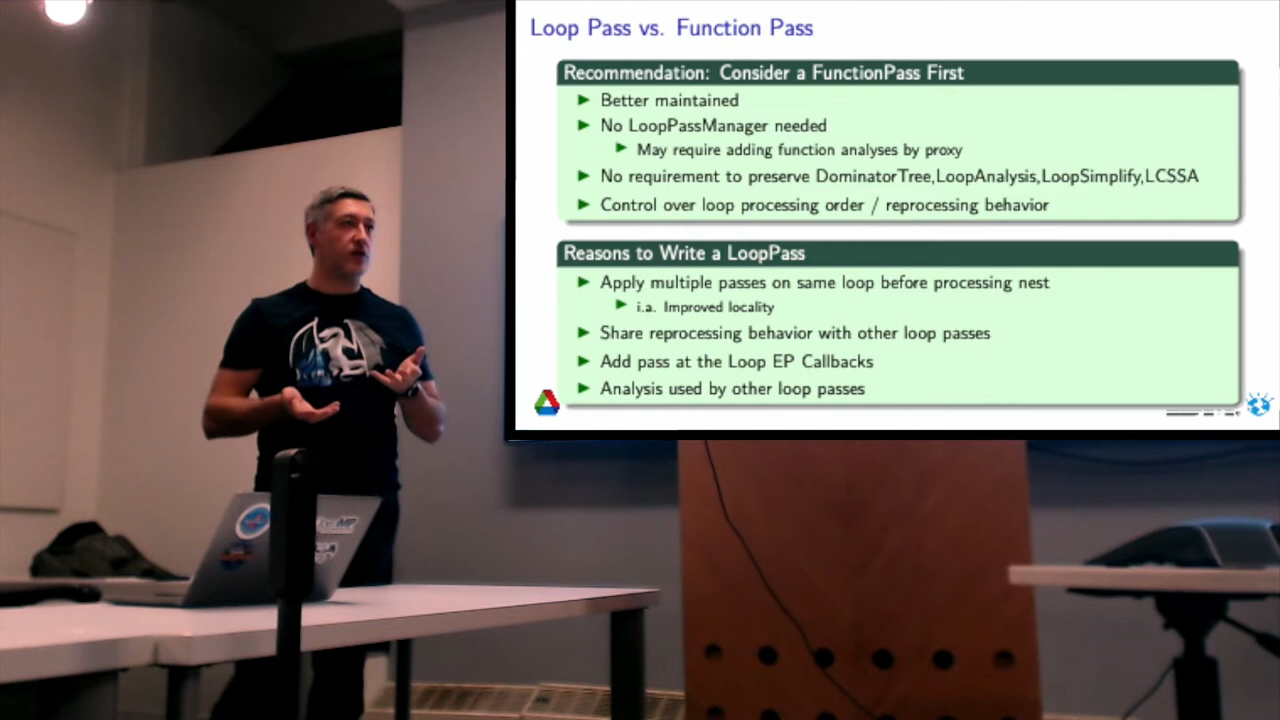 Loop Pass vs. Function Pass
Recommendation: Consider a FunctionPass First
Better maintained
No LoopPassManager needed
May require adding function analyses by proxy
No requirement to preserve DominatorTree,LoopAnalysis,LoopSimplify,LCSSA
Control over loop processing order / reprocessing behavior
Reasons to Write a LoopPass
Apply multiple passes on same loop before processing nest
i.a. Improved locality
Share reprocessing behavior with other loop passes
Add pass at the Loop EP Callbacks
Analysis used by other loop passes